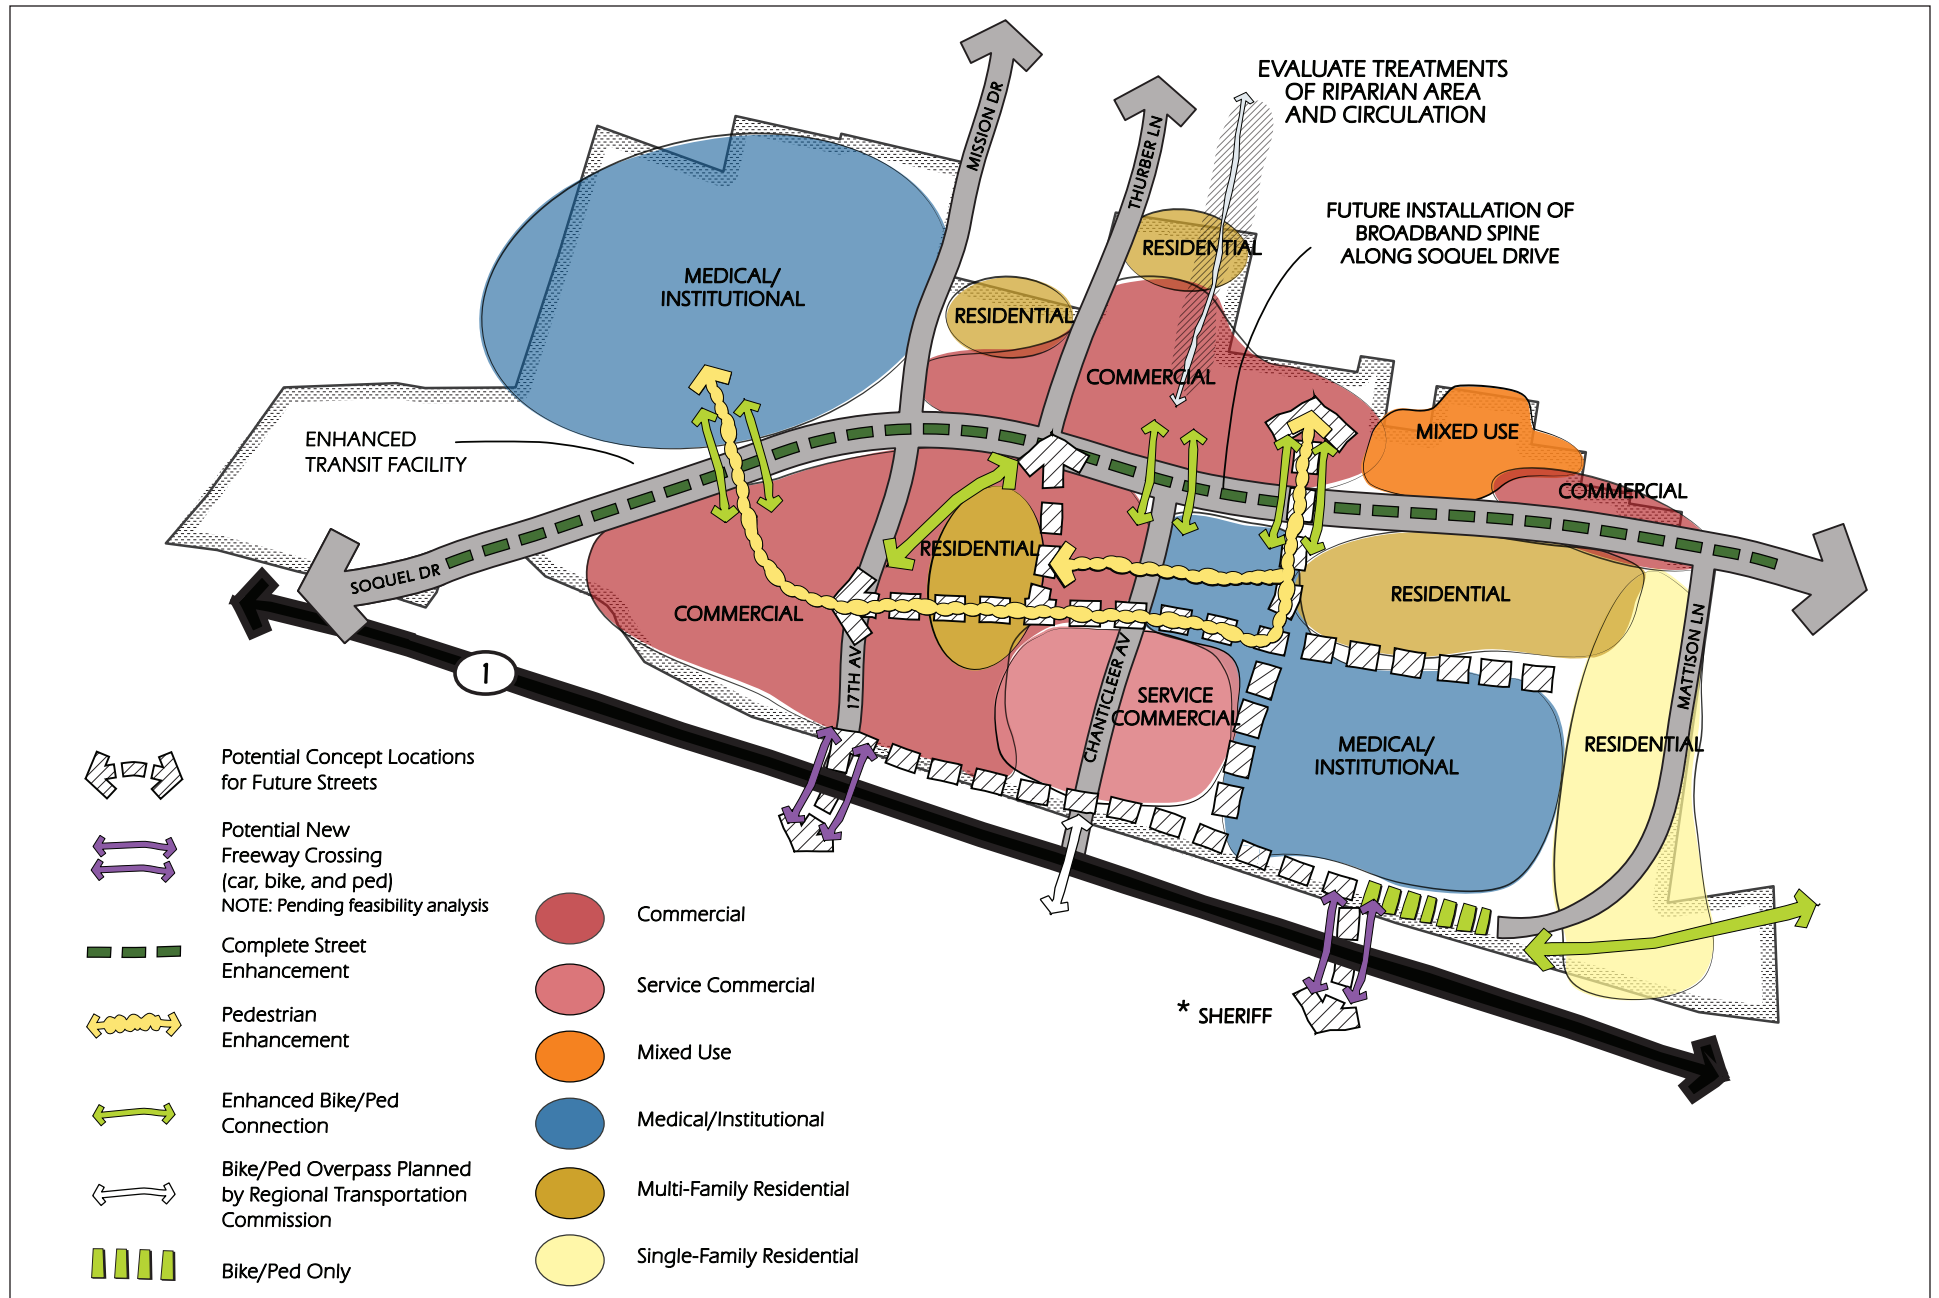 EVALUATE TREATMENTS
OF RIPARIAN AREA
AND CIRCULATION
MISSION DR
THURBER LN
FUTURE INSTALLATION OF
BROADBAND SPINE
ALONG SOQUEL DRIVE
RESIDENTIAL
MEDICAL/
INSTITUTIONAL
RESIDENTIAL
COMMERCIAL
ENHANCED
TRANSIT FACILITY
MIXED USE
COMMERCIAL
SOQUEL DR
RESIDENTIAL
RESIDENTIAL
COMMERCIAL
MATTISON LN
17TH AV
CHANTICLEER AV
SERVICE
COMMERCIAL
MEDICAL/
INSTITUTIONAL
RESIDENTIAL
1
* SHERIFF
Potential Concept Locations
for Future Streets
Potential New
Freeway Crossing
(car, bike, and ped)
NOTE: Pending feasibility analysis
Complete Street
Enhancement
Pedestrian
Enhancement
Enhanced Bike/Ped
Connection
Bike/Ped Overpass Planned
by Regional Transportation
Commission
Bike/Ped Only
Commercial
Service Commercial
Mixed Use
Medical/Institutional
Multi-Family Residential
Single-Family Residential